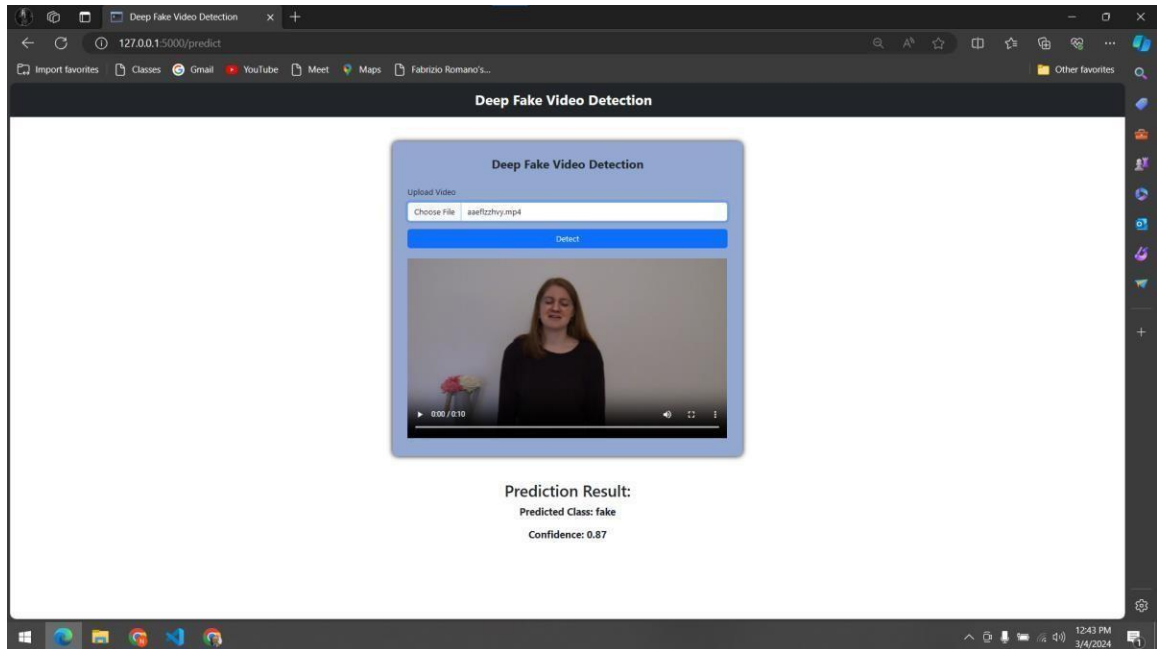 Deep Fake Video Detection
127.0.0.1:5000/predict
Import favorites Classes Gmail YouTube Meet Maps Fabrizio Romano's... Other favorites
Deep Fake Video Detection
Deep Fake Video Detection
Upload Video
Choose File aaeflzzhvy.mp4
Detect
0:00 / 0:10
Prediction Result:
Predicted Class: fake
Confidence: 0.87
12:43 PM
3/4/2024